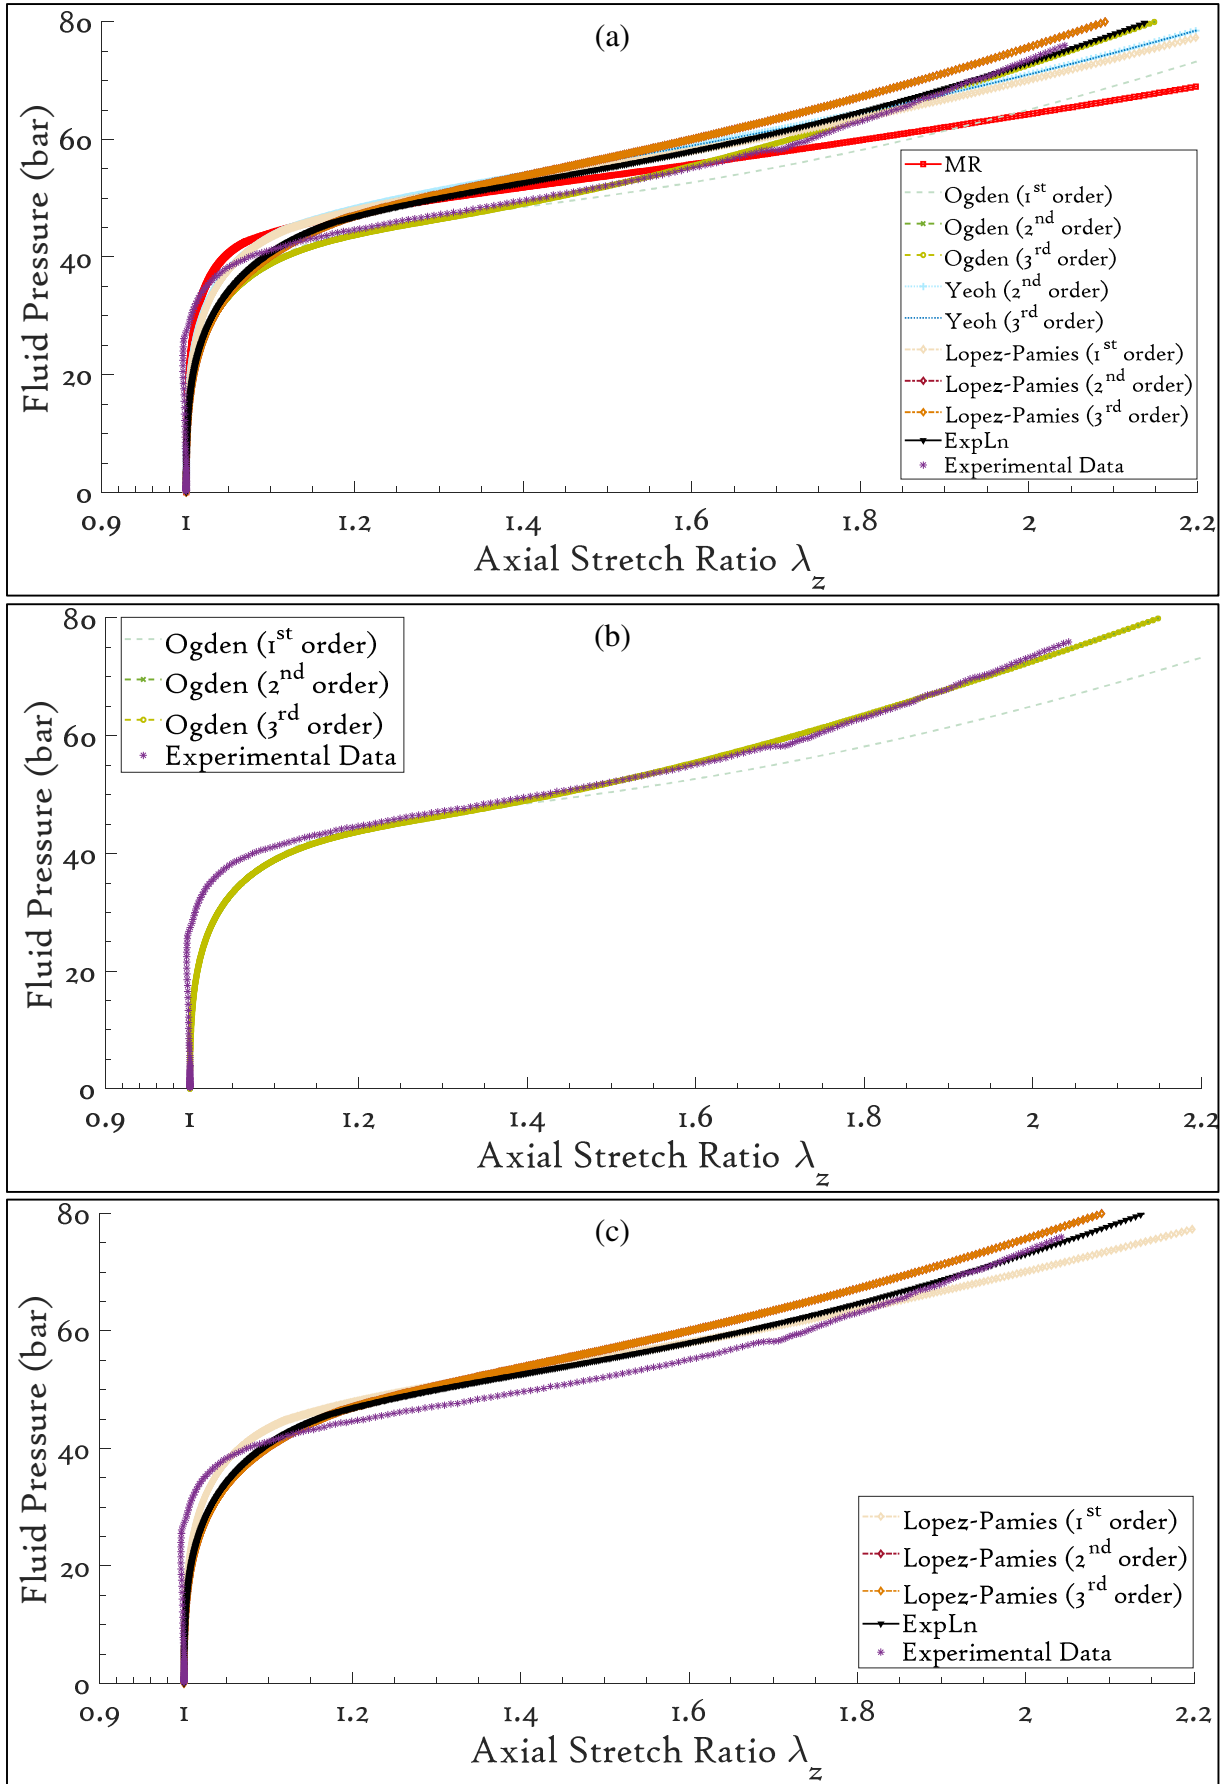 (a)
80
60
40
20
0
Fluid Pressure (bar)
MR
Ogden (1st order)
Ogden (2nd order)
Ogden (3rd order)
Yeoh (2nd order)
Yeoh (3rd order)
Lopez-Pamies (1st order)
Lopez-Pamies (2nd order)
Lopez-Pamies (3rd order)
ExpLn
Experimental Data
0.9 1 1.2 1.4 1.6 1.8 2 2.2
Axial Stretch Ratio λz
(b)
80
60
40
20
0
Fluid Pressure (bar)
Ogden (1st order)
Ogden (2nd order)
Ogden (3rd order)
Experimental Data
0.9 1 1.2 1.4 1.6 1.8 2 2.2
Axial Stretch Ratio λz
(c)
80
60
40
20
0
Fluid Pressure (bar)
Lopez-Pamies (1st order)
Lopez-Pamies (2nd order)
Lopez-Pamies (3rd order)
ExpLn
Experimental Data
0.9 1 1.2 1.4 1.6 1.8 2 2.2
Axial Stretch Ratio λz